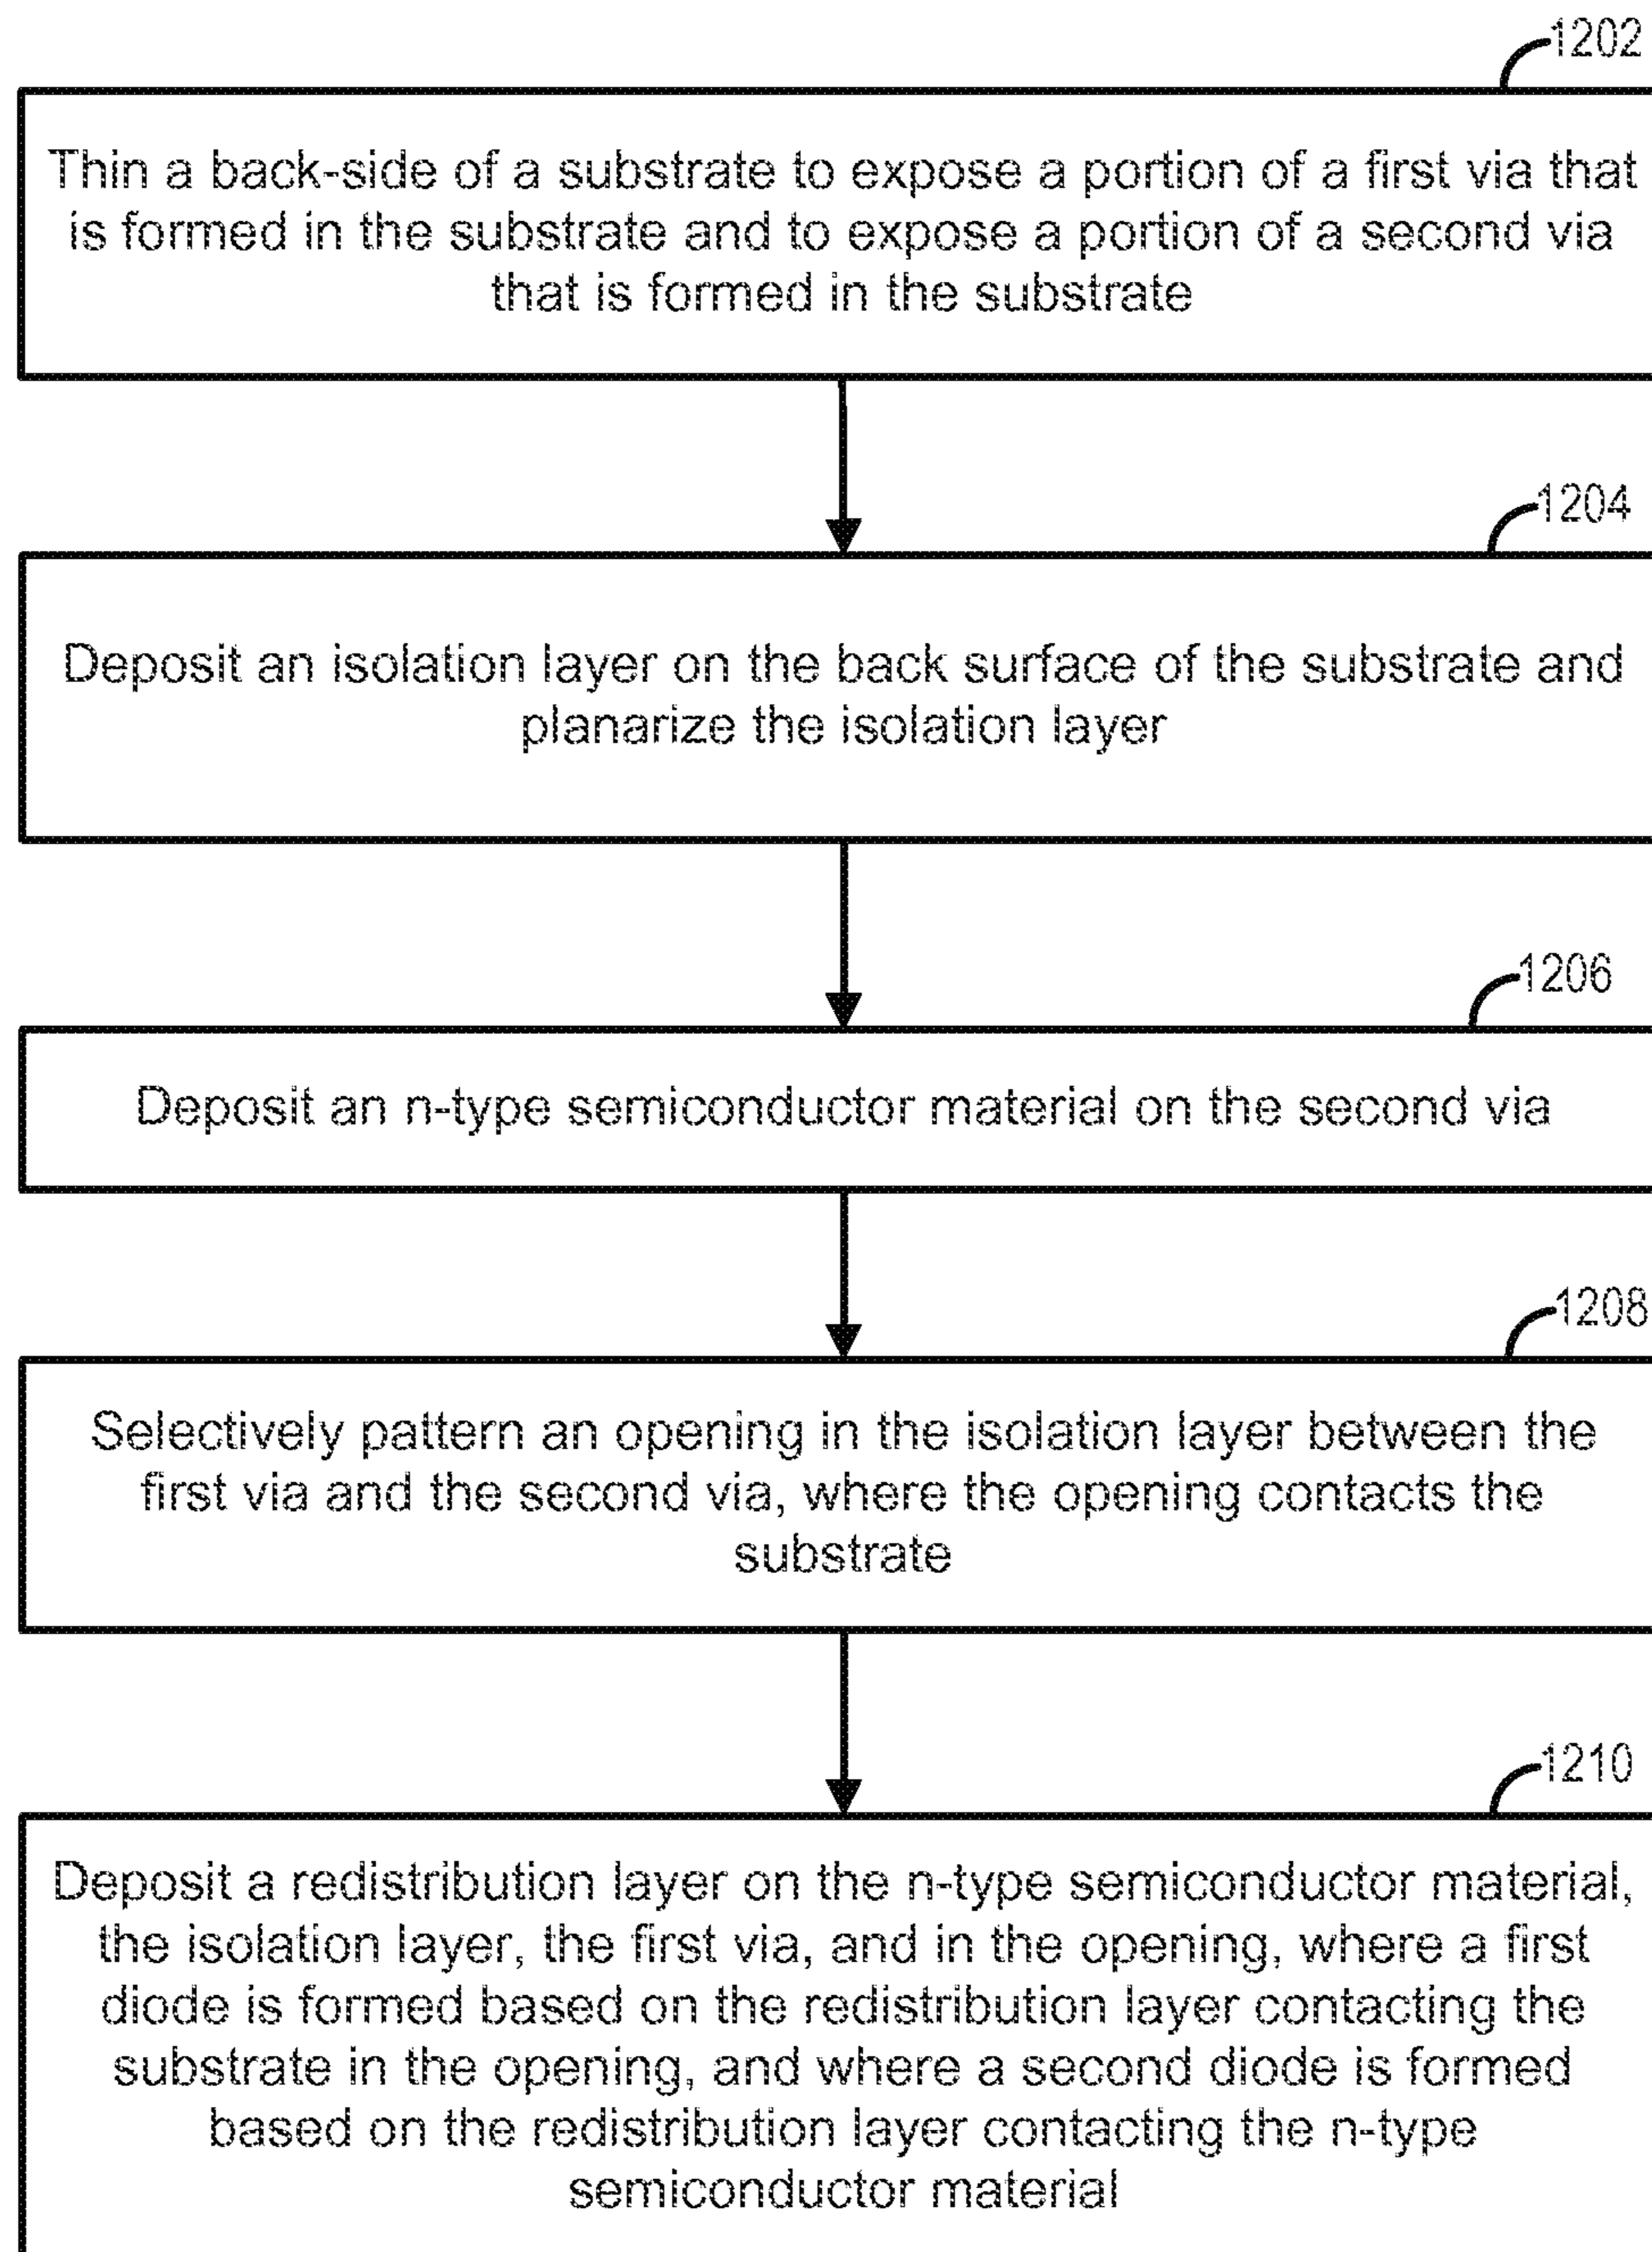 1202
Thin a back-side of a substrate to expose a portion of a first via that
is formed in the substrate and to expose a portion of a second via
that is formed in the substrate
1204
Deposit an isolation layer on the back surface of the substrate and
planarize the isolation layer
1206
Deposit an n-type semiconductor material on the second via
1208
Selectively pattern an opening in the isolation layer between the
first via and the second via, where the opening contacts the
substrate
1210
Deposit a redistribution layer on the n-type semiconductor material,
the isolation layer, the first via, and in the opening, where a first
diode is formed based on the redistribution layer contacting the
substrate in the opening, and where a second diode is formed
based on the redistribution layer contacting the n-type
semiconductor material